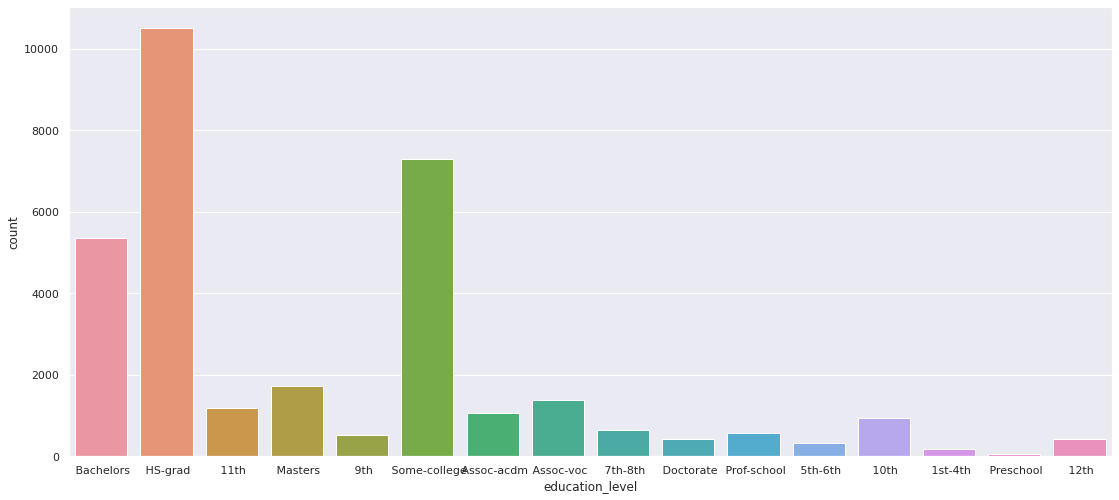 10000
8000
6000
4000
2000
0
count
Bachelors HS-grad 11th Masters 9th Some-college Assoc-acdm Assoc-voc 7th-8th Doctorate Prof-school 5th-6th 10th 1st-4th Preschool 12th
education_level